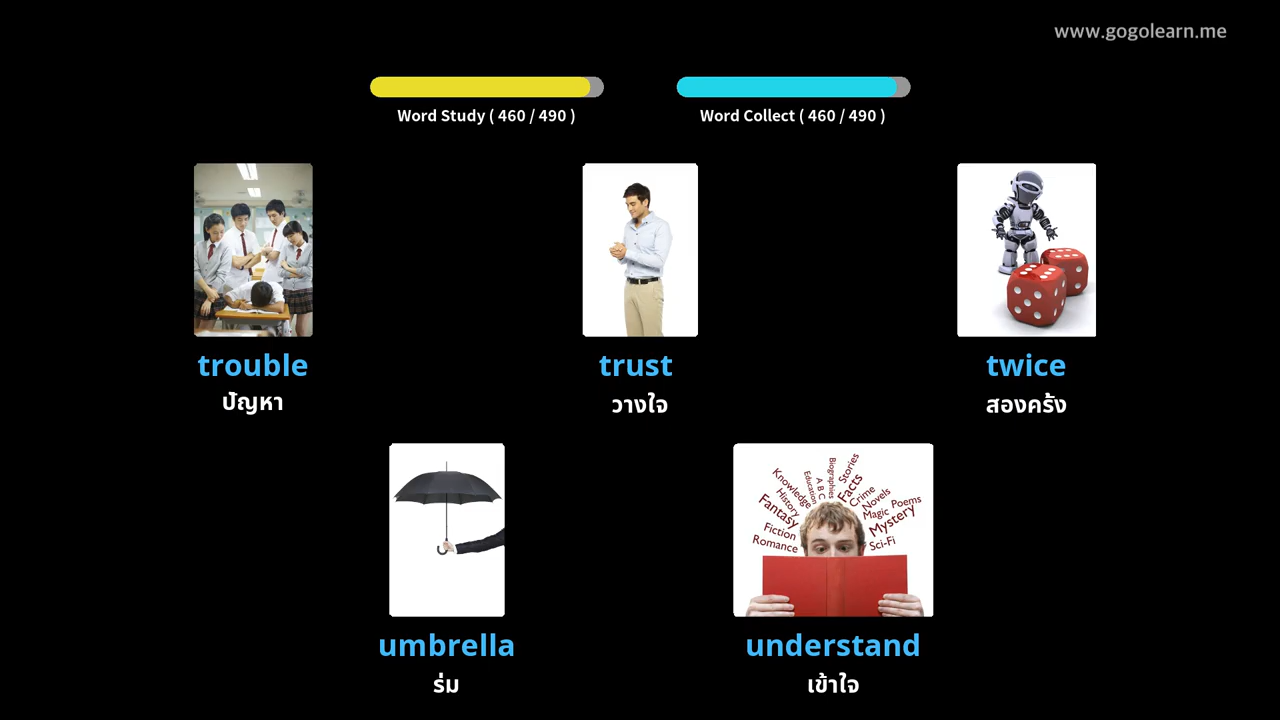 www.gogolearn.me
Word Study ( 460 / 490 )
Word Collect ( 460 / 490 )
trouble
ปัญหา
trust
วางใจ
twice
สองครั้ง
umbrella
ร่ม
Knowledge
History
Fantasy
Fiction
Romance
Education
A B C
Biographies
Stories
Facts
Crime
Novels
Magic
Poems
Mystery
Sci-Fi
understand
เข้าใจ